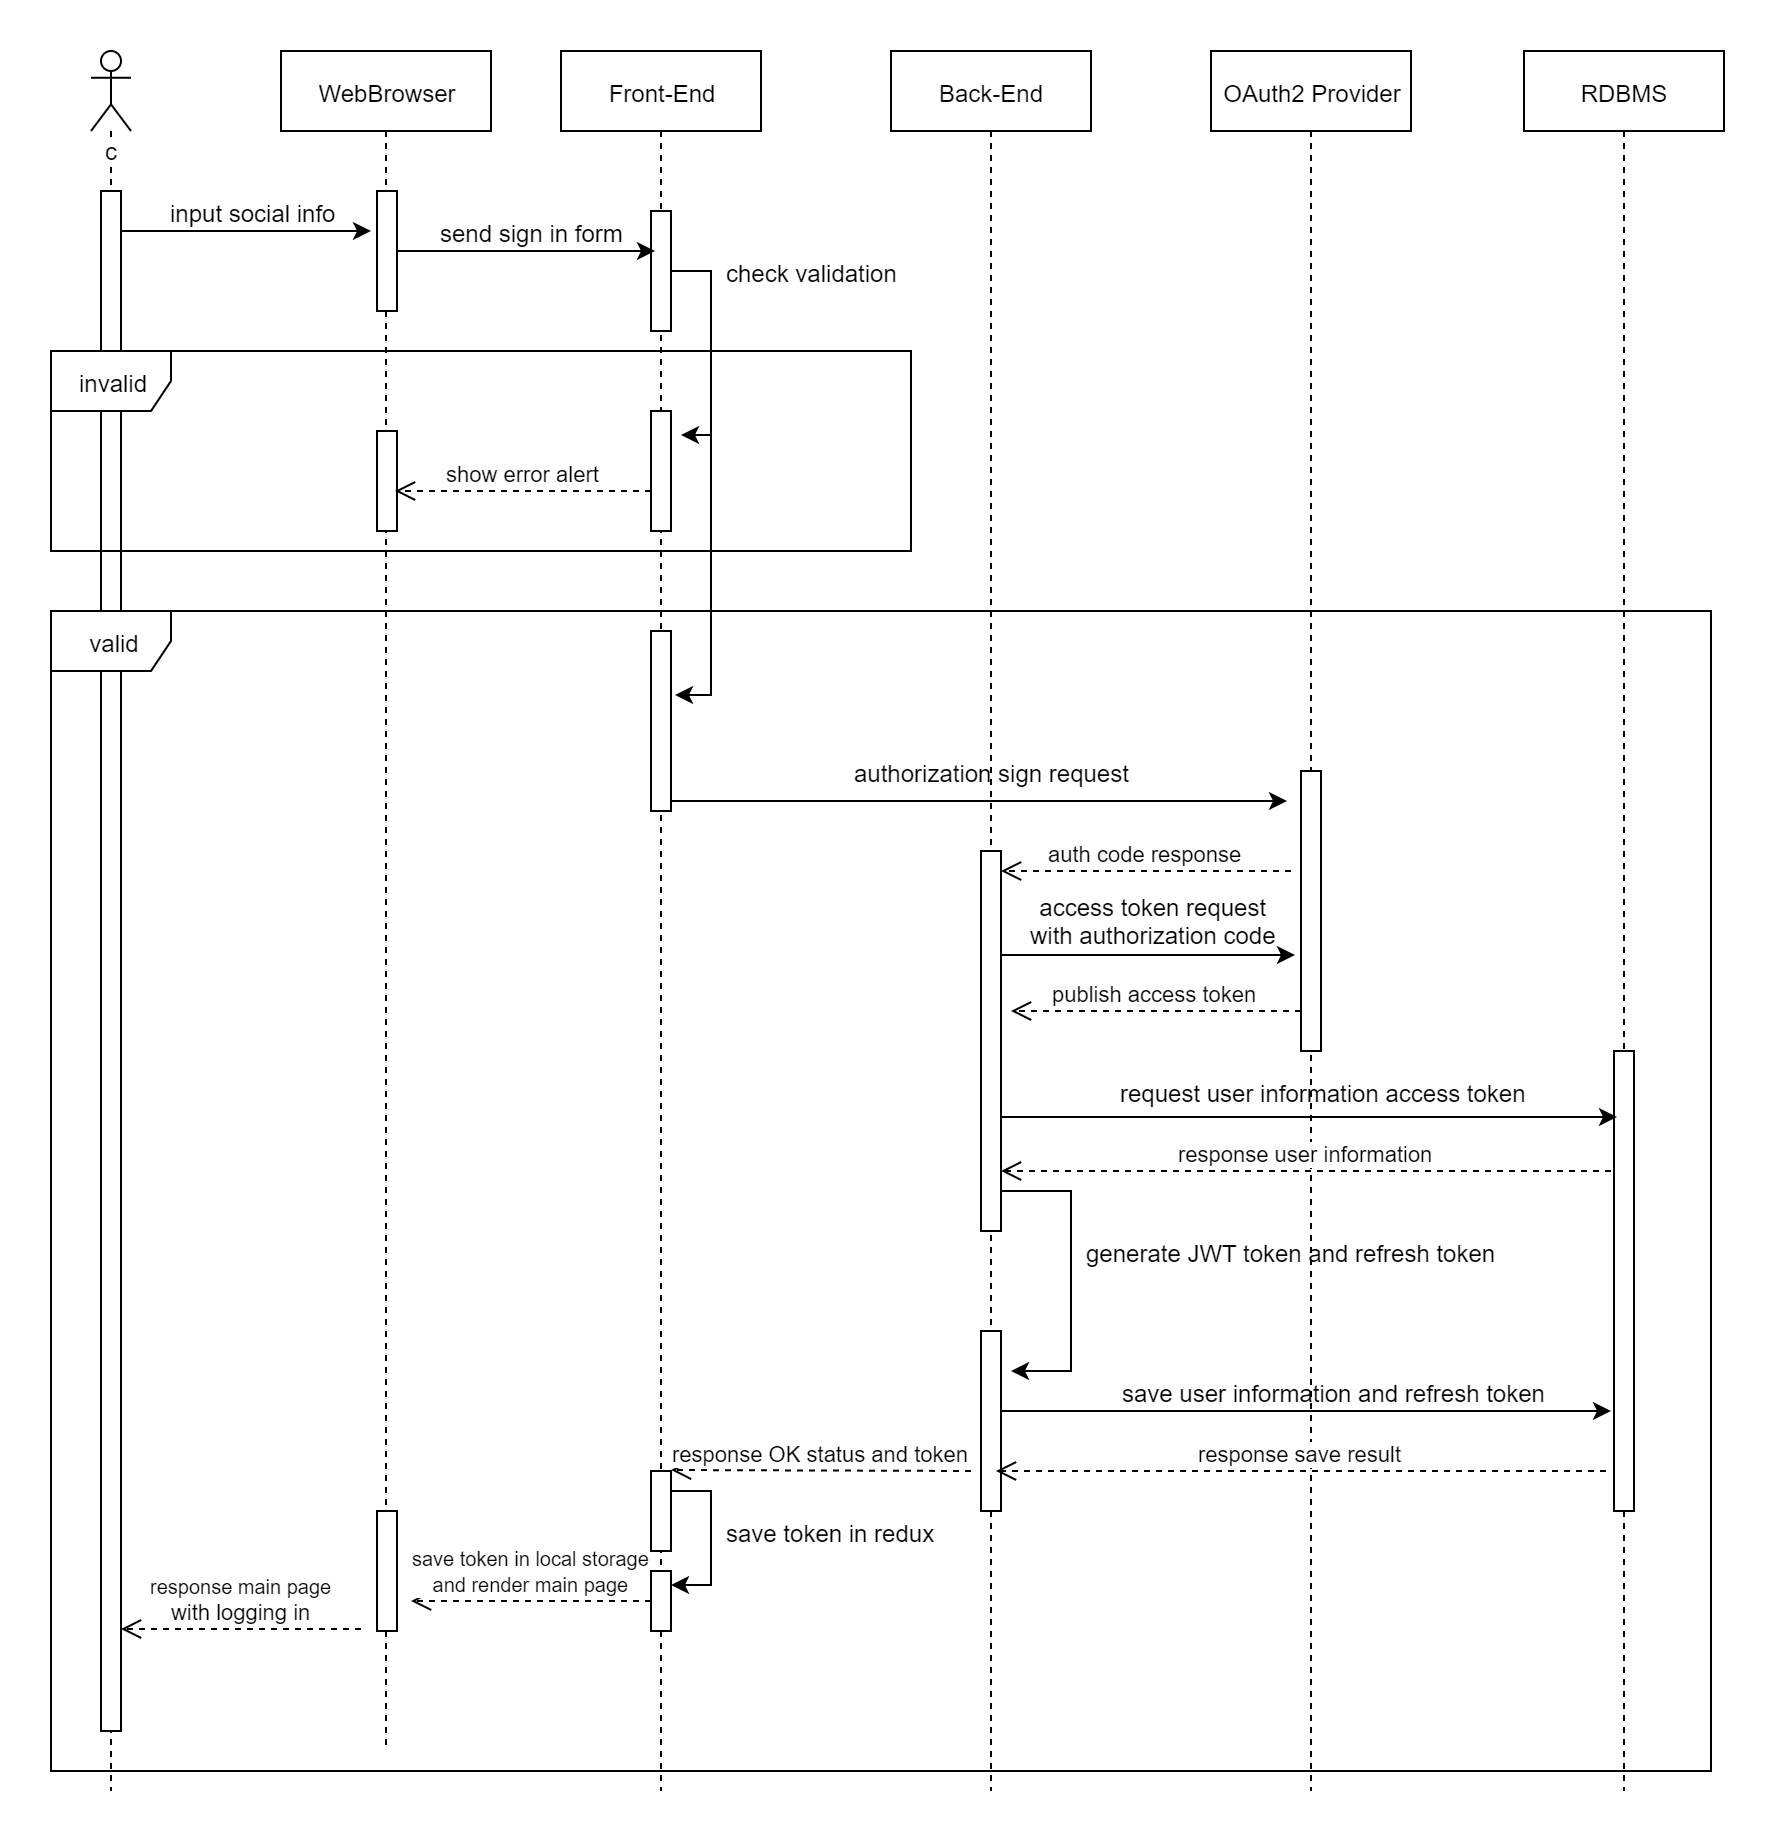 WebBrowser
Front-End
Back-End
OAuth2 Provider
RDBMS
c
input social info
send sign in form
check validation
invalid
show error alert
valid
authorization sign request
auth code response
access token request
with authorization code
publish access token
request user information access token
response user information
generate JWT token and refresh token
save user information and refresh token
response OK status and token
response save result
save token in redux
save token in local storage
and render main page
response main page
with logging in